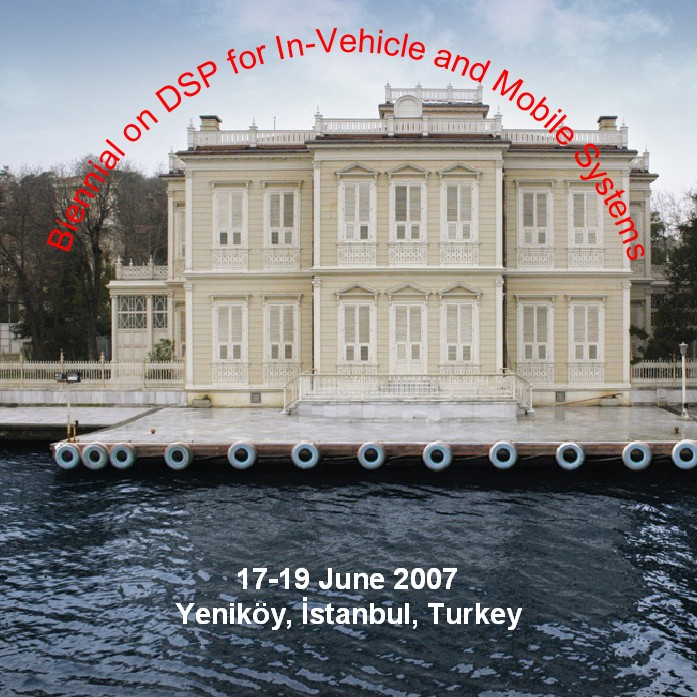 Biennial on DSP for In-Vehicle and Mobile Systems
17-19 June 2007
Yeniköy, İstanbul, Turkey